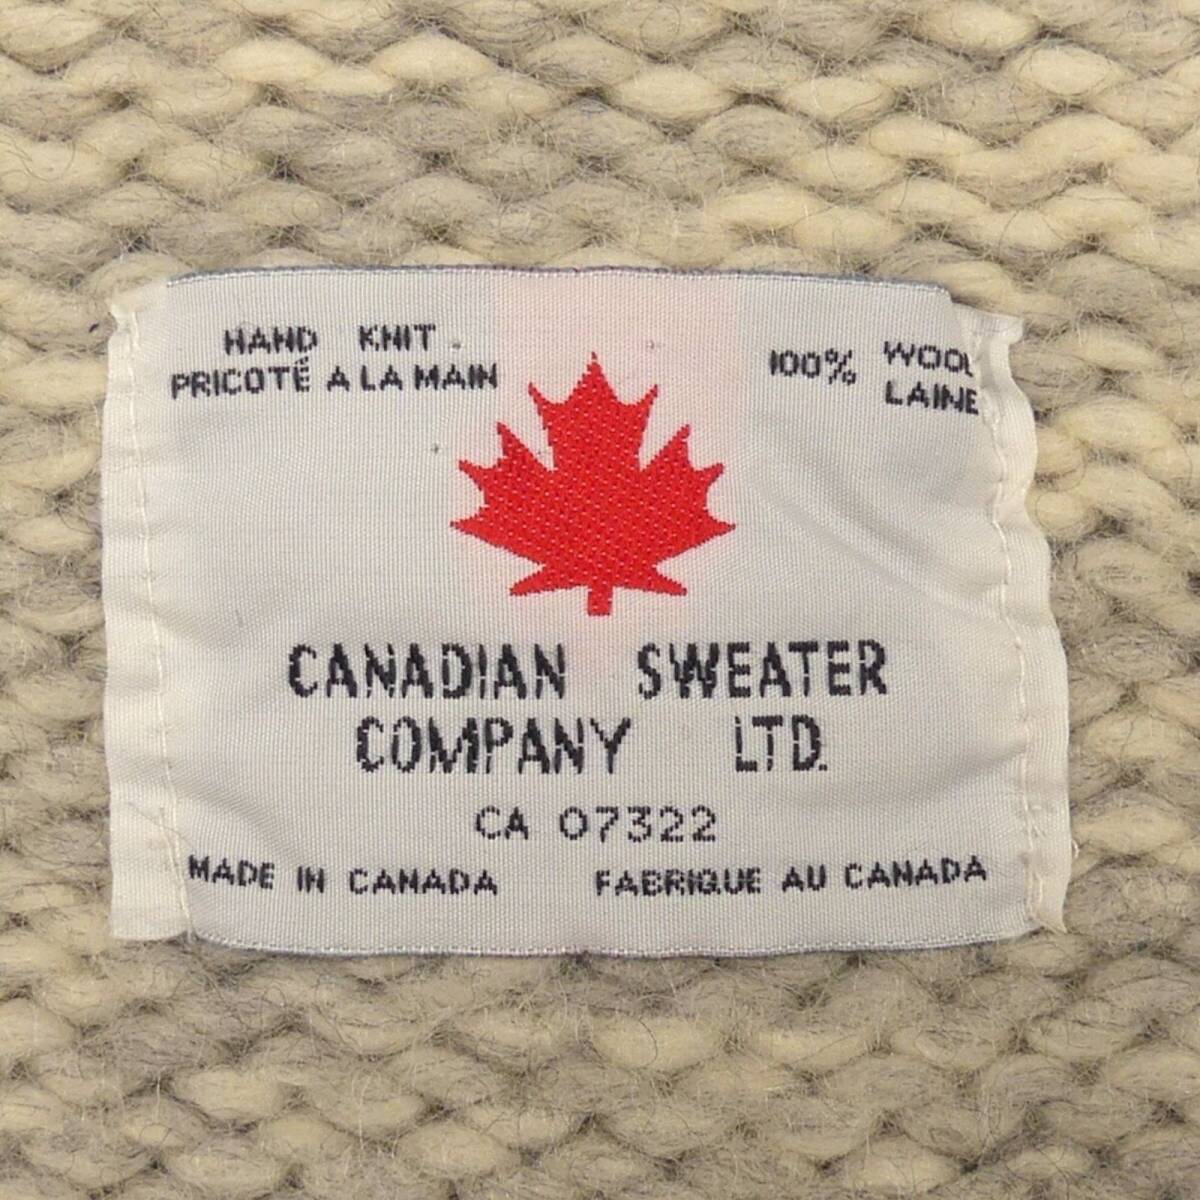 HAND KNIT
PRICOTÉ A LA MAIN
100% WOOL
LAINE
CANADIAN SWEATER
COMPANY LTD.
CA 07322
MADE IN CANADA FABRIQUE AU CANADA